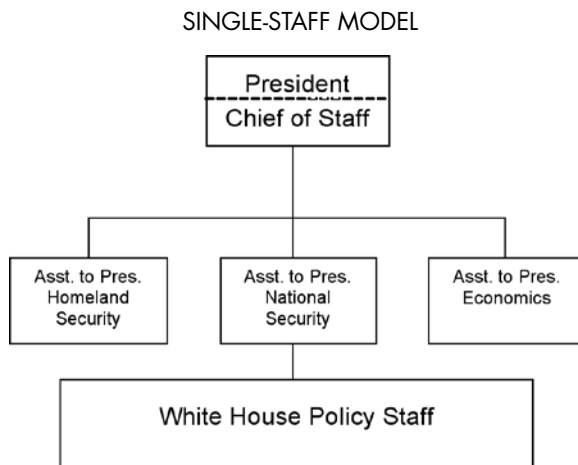 SINGLE-STAFF MODEL
President
Chief of Staff
Asst. to Pres.
Homeland
Security
Asst. to Pres.
National
Security
Asst. to Pres.
Economics
White House Policy Staff